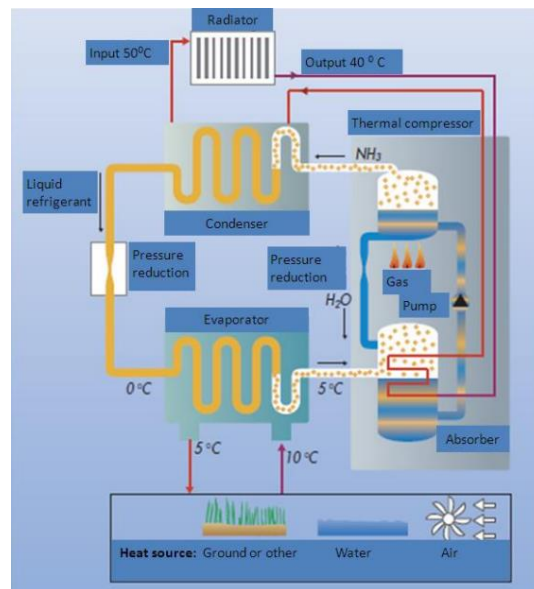 Radiator
Input 50⁰C
Output 40 ⁰ C
Thermal compressor
NH₃
Liquid
refrigerant
Condenser
Pressure
reduction
Pressure
reduction
Gas
Pump
H₂O
Evaporator
0°C
5°C
Absorber
5°C
10°C
Heat source: Ground or other Water Air